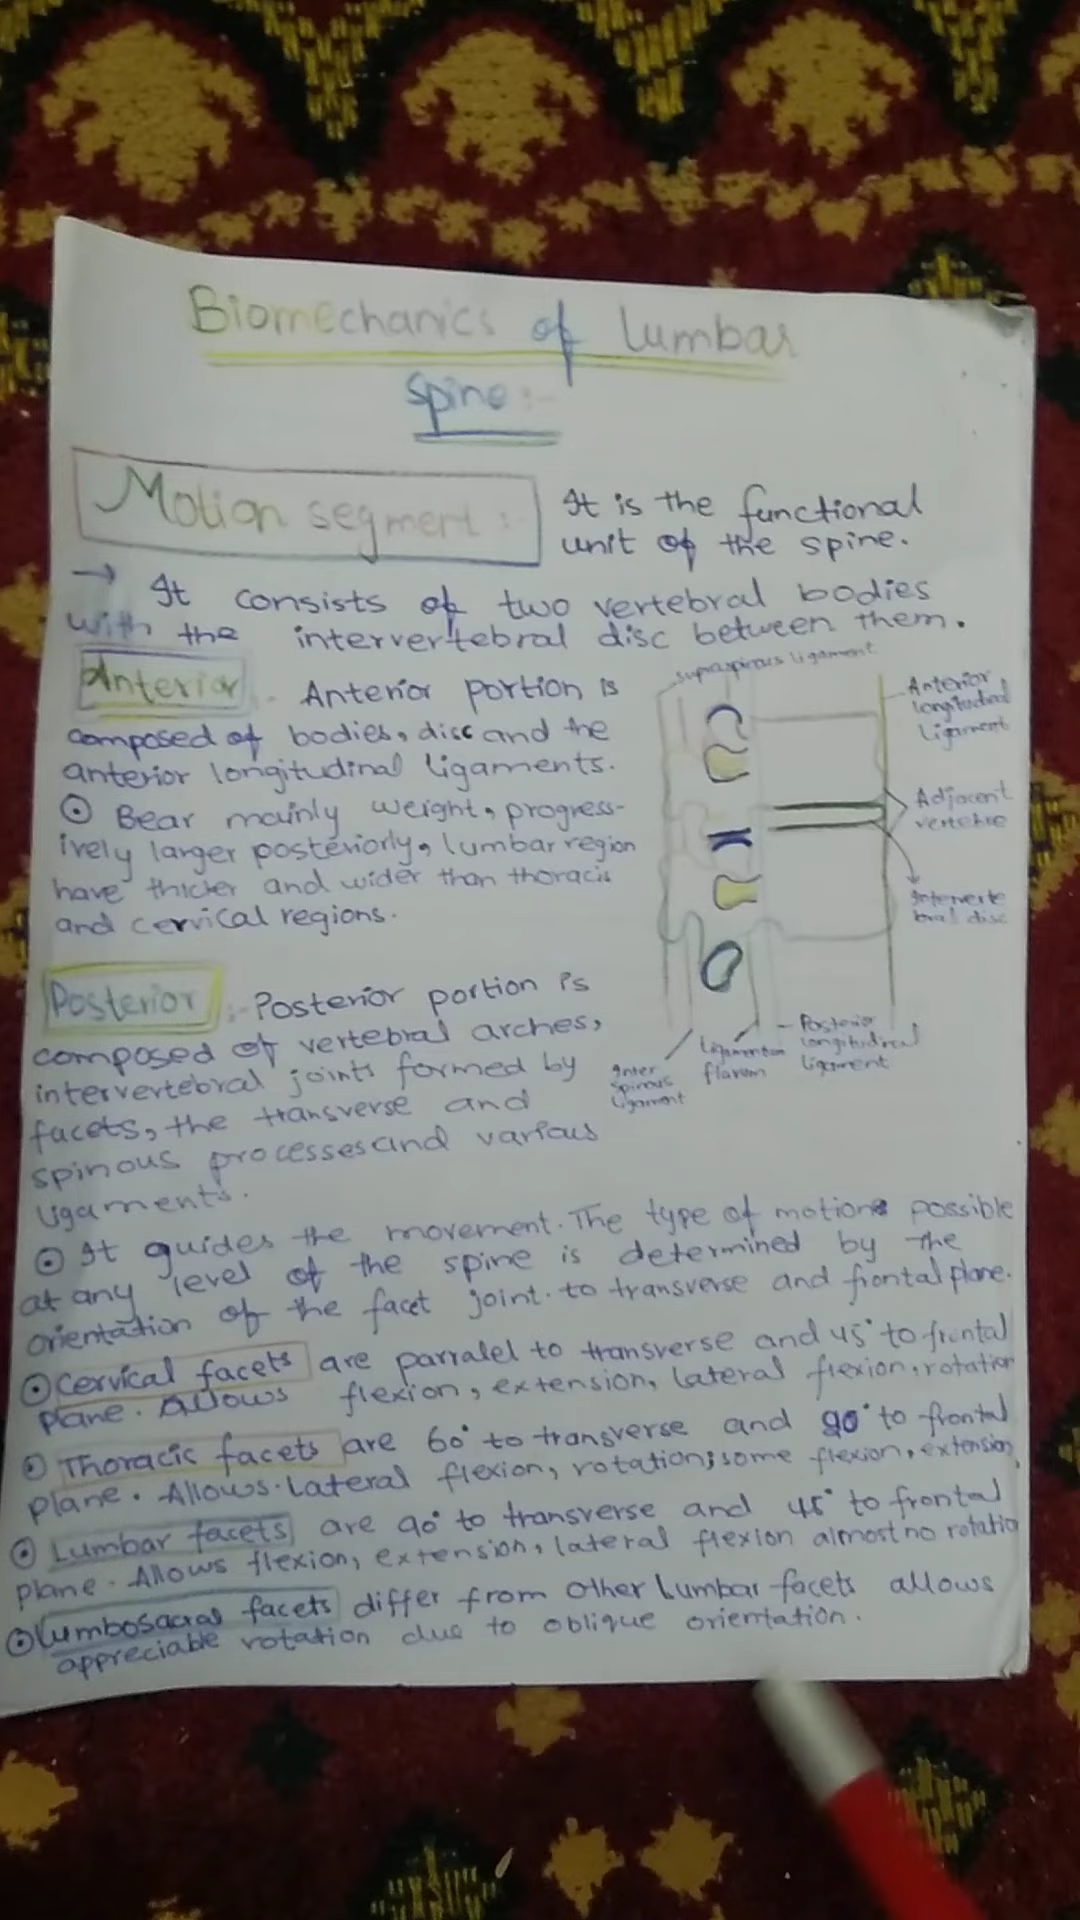 Biomechanics of lumbar
spine:-
Motion segment:-
It is the functional
unit of the spine.
→ It consists of two vertebral bodies
with the intervertebral disc between them.
Anterior :- Anterior portion is
composed of bodies, disc and the
anterior longitudinal ligaments.
⊙ Bear mainly weight, progress-
ively larger posteriorly, lumbar region
have thicker and wider than thoracic
and cervical regions.
supraspinous ligament
Anterior
longitudinal
ligament
Adjacent
vertebrae
Interverte
bral disc
Posterior
longitudinal
ligament
Ligamentum
flavum
Inter
spinous
ligament
Posterior :- Posterior portion is
composed of vertebral arches,
intervertebral joints formed by
facets, the transverse and
spinous processes and various
ligaments.
⊙ It guides the movement. The type of motions possible
at any level of the spine is determined by the
orientation of the facet joint. to transverse and frontal plane.
⊙ Cervical facets are parralel to transverse and 45° to frontal
plane. Allows flexion, extension, lateral flexion, rotation
⊙ Thoracic facets are 60° to transverse and 90° to frontal
plane. Allows lateral flexion, rotation; some flexion, extension
⊙ Lumbar facets are 90° to transverse and 45° to frontal
plane. Allows flexion, extension, lateral flexion almost no rotatio
⊙ lumbosacral facets differ from other lumbar facets allows
appreciable rotation due to oblique orientation.